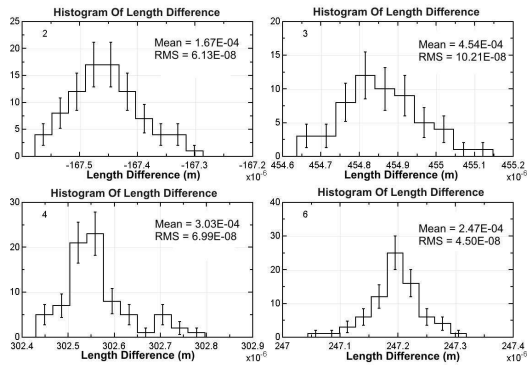 Histogram Of Length Difference
2
Mean = 1.67E-04
RMS = 6.13E-08
25
20
15
10
5
0
-167.5 -167.4 -167.3 -167.2
Length Difference (m) x10⁻⁶
Histogram Of Length Difference
3
Mean = 4.54E-04
RMS = 10.21E-08
20
15
10
5
0
454.6 454.7 454.8 454.9 455 455.1 455.2
Length Difference (m) x10⁻⁶
Histogram Of Length Difference
4
Mean = 3.03E-04
RMS = 6.99E-08
30
20
10
0
302.4 302.5 302.6 302.7 302.8 302.9
Length Difference (m) x10⁻⁶
Histogram Of Length Difference
6
Mean = 2.47E-04
RMS = 4.50E-08
40
30
20
10
0
247 247.1 247.2 247.3 247.4
Length Difference (m) x10⁻⁶